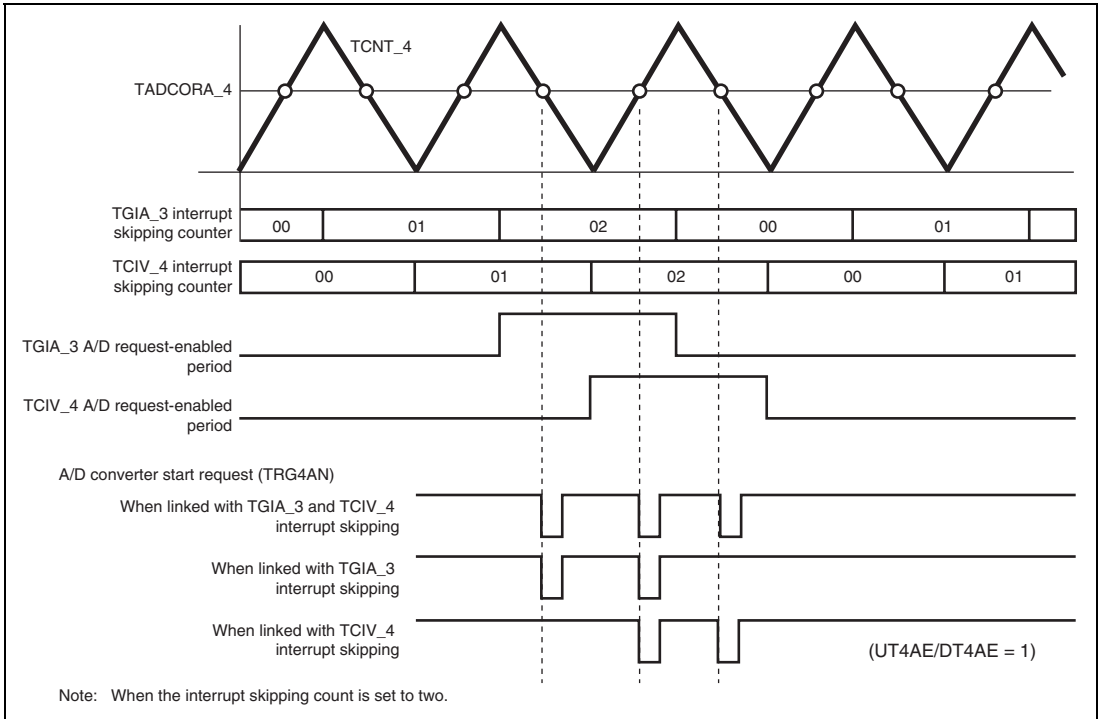 TCNT_4
TADCORA_4
TGIA_3 interrupt
skipping counter
00 01 02 00 01
TCIV_4 interrupt
skipping counter
00 01 02 00 01
TGIA_3 A/D request-enabled
period
TCIV_4 A/D request-enabled
period
A/D converter start request (TRG4AN)
When linked with TGIA_3 and TCIV_4
interrupt skipping
When linked with TGIA_3
interrupt skipping
When linked with TCIV_4
interrupt skipping
(UT4AE/DT4AE = 1)
Note: When the interrupt skipping count is set to two.